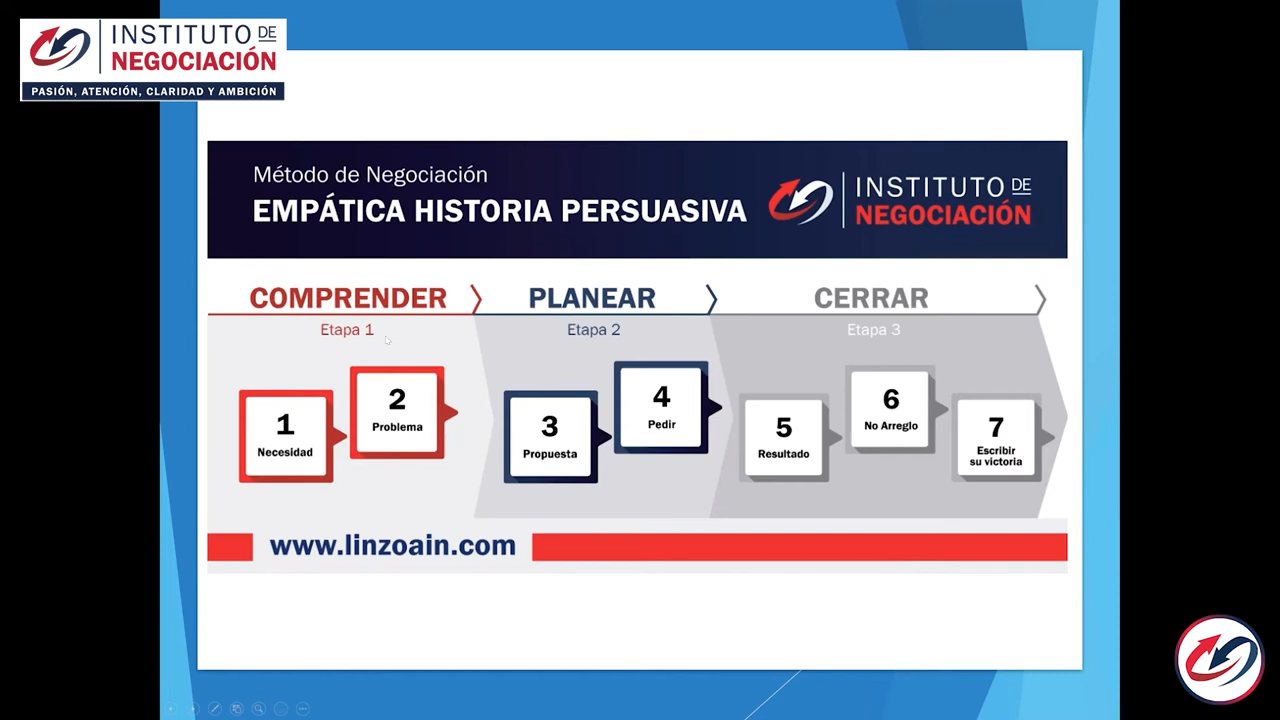 INSTITUTO DE
NEGOCIACIÓN
PASIÓN, ATENCIÓN, CLARIDAD Y AMBICIÓN
Método de Negociación
EMPÁTICA HISTORIA PERSUASIVA
INSTITUTO DE
NEGOCIACIÓN
COMPRENDER
PLANEAR
CERRAR
Etapa 1
Etapa 2
Etapa 3
1
Necesidad
2
Problema
3
Propuesta
4
Pedir
5
Resultado
6
No Arreglo
7
Escribir
su victoria
www.linzoain.com